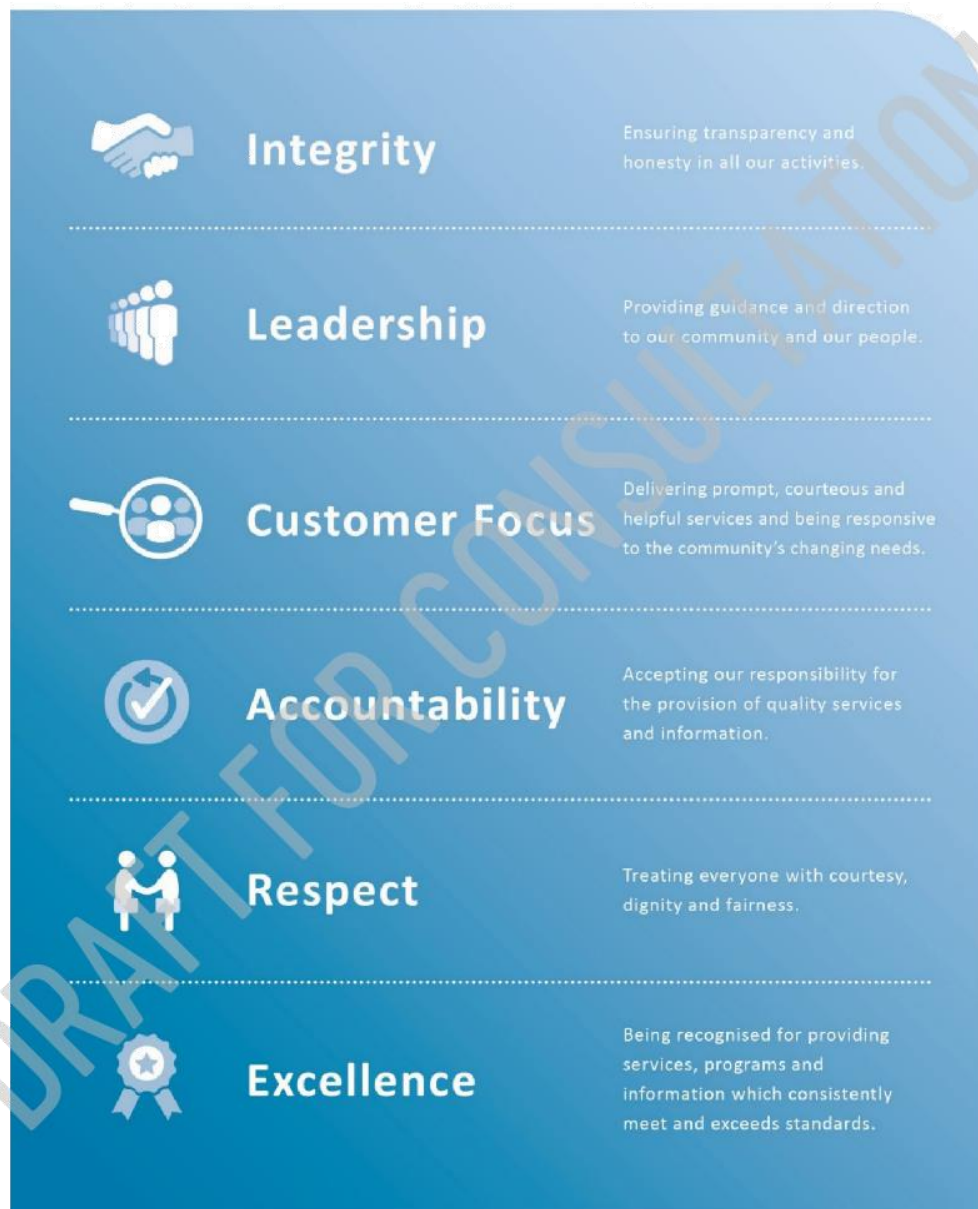 Integrity
Ensuring transparency and
honesty in all our activities.
Leadership
Providing guidance and direction
to our community and our people.
Customer Focus
Delivering prompt, courteous and
helpful services and being responsive
to the community's changing needs.
Accountability
Accepting our responsibility for
the provision of quality services
and information.
Respect
Treating everyone with courtesy,
dignity and fairness.
Excellence
Being recognised for providing
services, programs and
information which consistently
meet and exceeds standards.
DRAFT FOR CONSULTATION